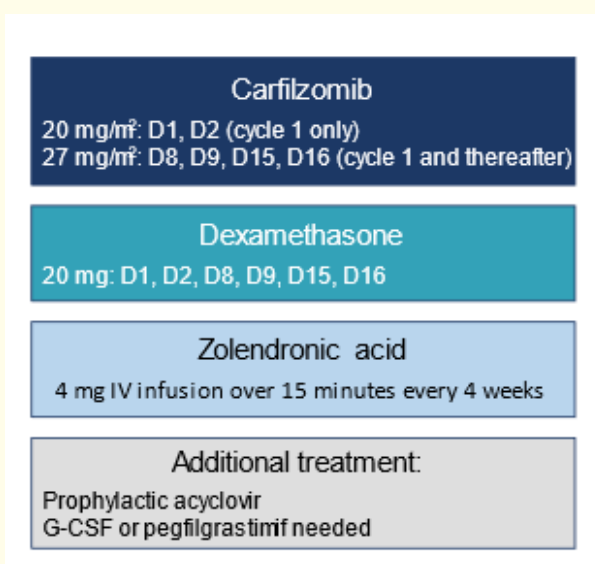 Carfilzomib
20 mg/m²: D1, D2 (cycle 1 only)
27 mg/m²: D8, D9, D15, D16 (cycle 1 and thereafter)
Dexamethasone
20 mg: D1, D2, D8, D9, D15, D16
Zolendronic acid
4 mg IV infusion over 15 minutes every 4 weeks
Additional treatment:
Prophylactic acyclovir
G-CSF or pegfilgrastimif needed